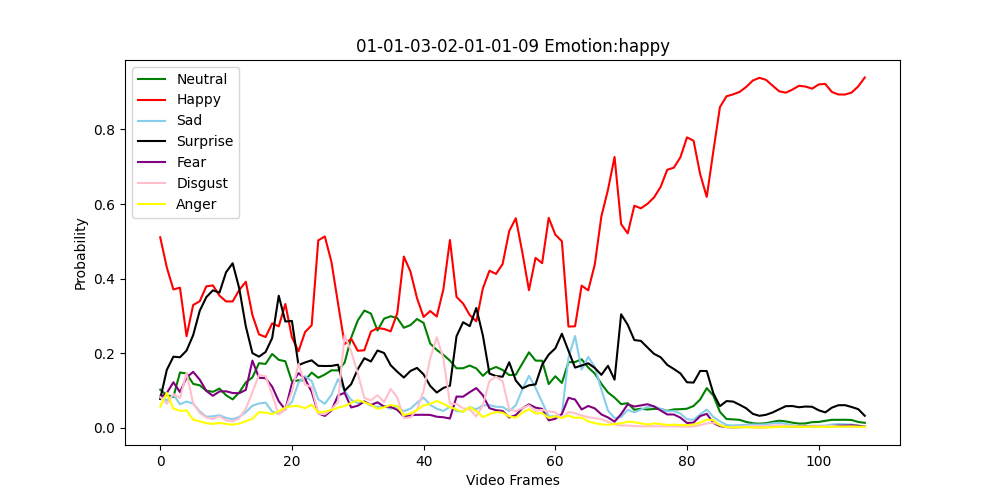 01-01-03-02-01-01-09 Emotion:happy
Neutral
Happy
Sad
Surprise
Fear
Disgust
Anger
Probability
0.8
0.6
0.4
0.2
0.0
0 20 40 60 80 100
Video Frames